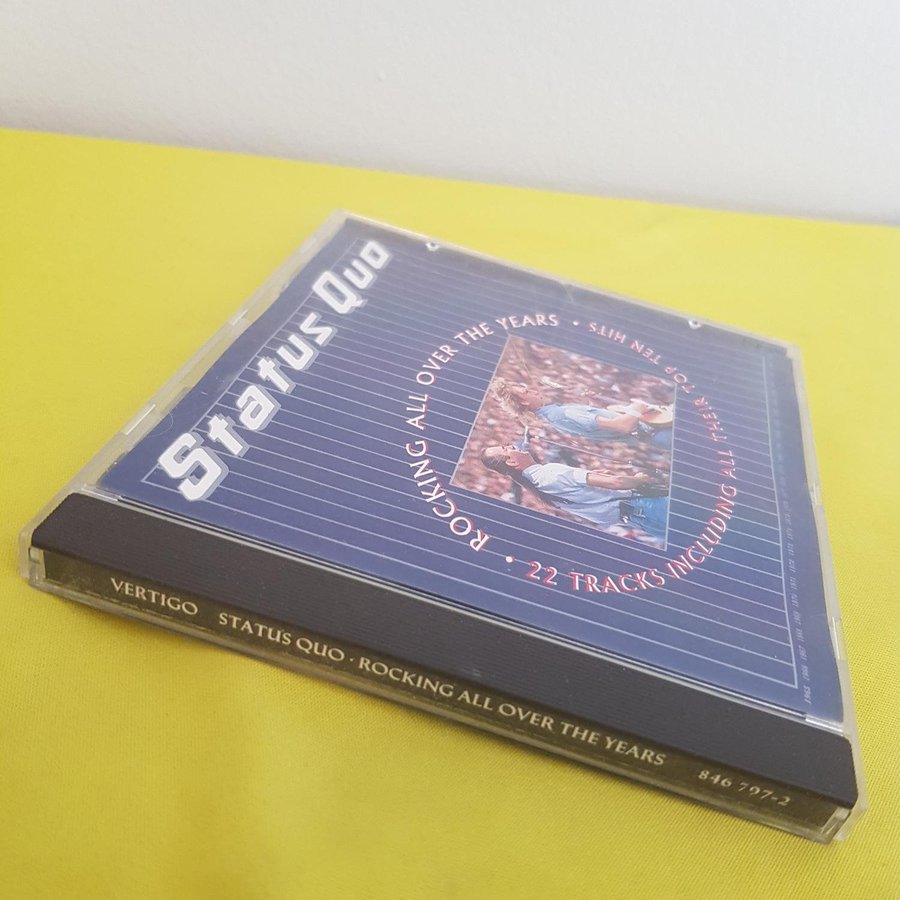 Status Quo
ROCKING ALL OVER THE YEARS •
22 TRACKS INCLUDING ALL THEIR TOP TEN HITS •
VERTIGO STATUS QUO · ROCKING ALL OVER THE YEARS 846 797-2